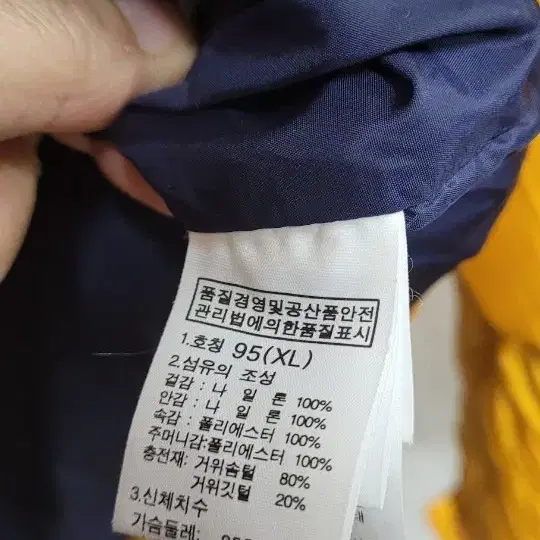 품질경영및공산품안전
관리법에의한품질표시
1.호칭 95(XL)
2.섬유의 조성
겉감 : 나 일 론 100%
안감 : 나 일 론 100%
속감 : 폴리에스터 100%
주머니감:폴리에스터 100%
충전재: 거위솜털 80%
거위깃털 20%
3.신체치수
가슴둘레: